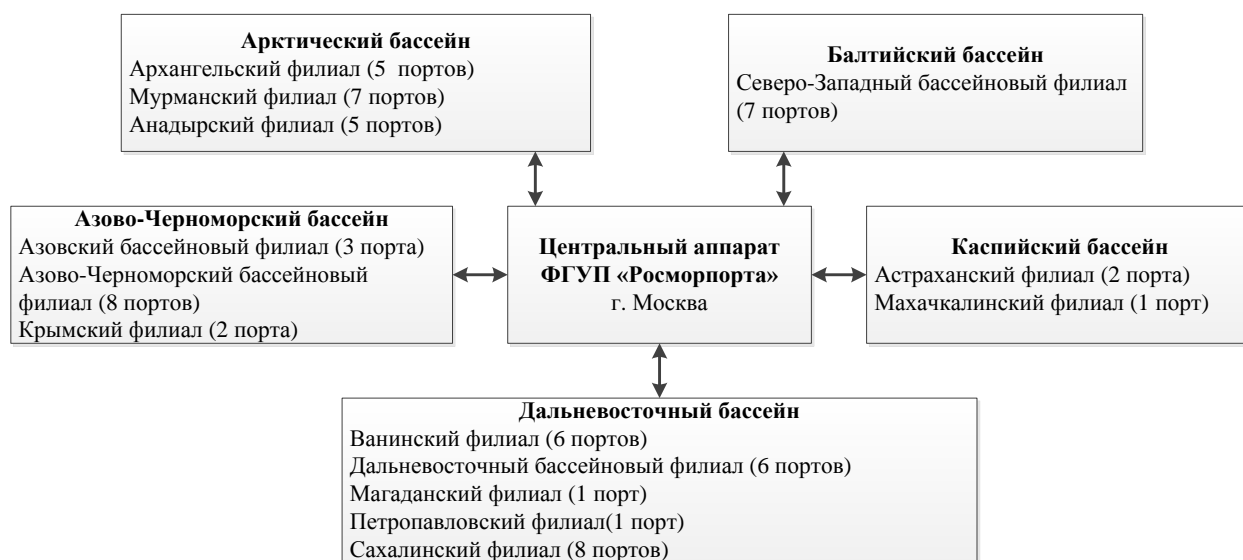 Арктический бассейн
Архангельский филиал (5 портов)
Мурманский филиал (7 портов)
Анадырский филиал (5 портов)
Балтийский бассейн
Северо-Западный бассейновый филиал
(7 портов)
Азово-Черноморский бассейн
Азовский бассейновый филиал (3 порта)
Азово-Черноморский бассейновый
филиал (8 портов)
Крымский филиал (2 порта)
Центральный аппарат
ФГУП «Росморпорта»
г. Москва
Каспийский бассейн
Астраханский филиал (2 порта)
Махачкалинский филиал (1 порт)
Дальневосточный бассейн
Ванинский филиал (6 портов)
Дальневосточный бассейновый филиал (6 портов)
Магаданский филиал (1 порт)
Петропавловский филиал(1 порт)
Сахалинский филиал (8 портов)